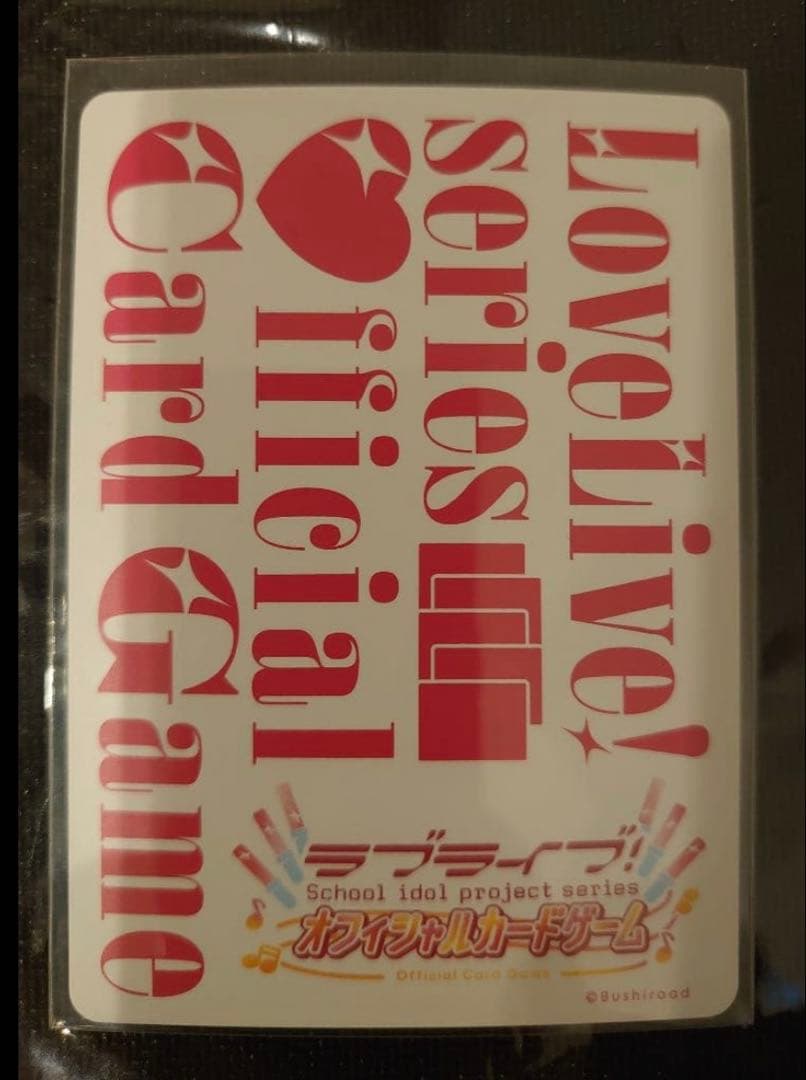 LoveLive!
series
♥fficial
Card Game
ラブライブ!
School idol project series
オフィシャルカードゲーム
Official Card Game
©Bushiroad